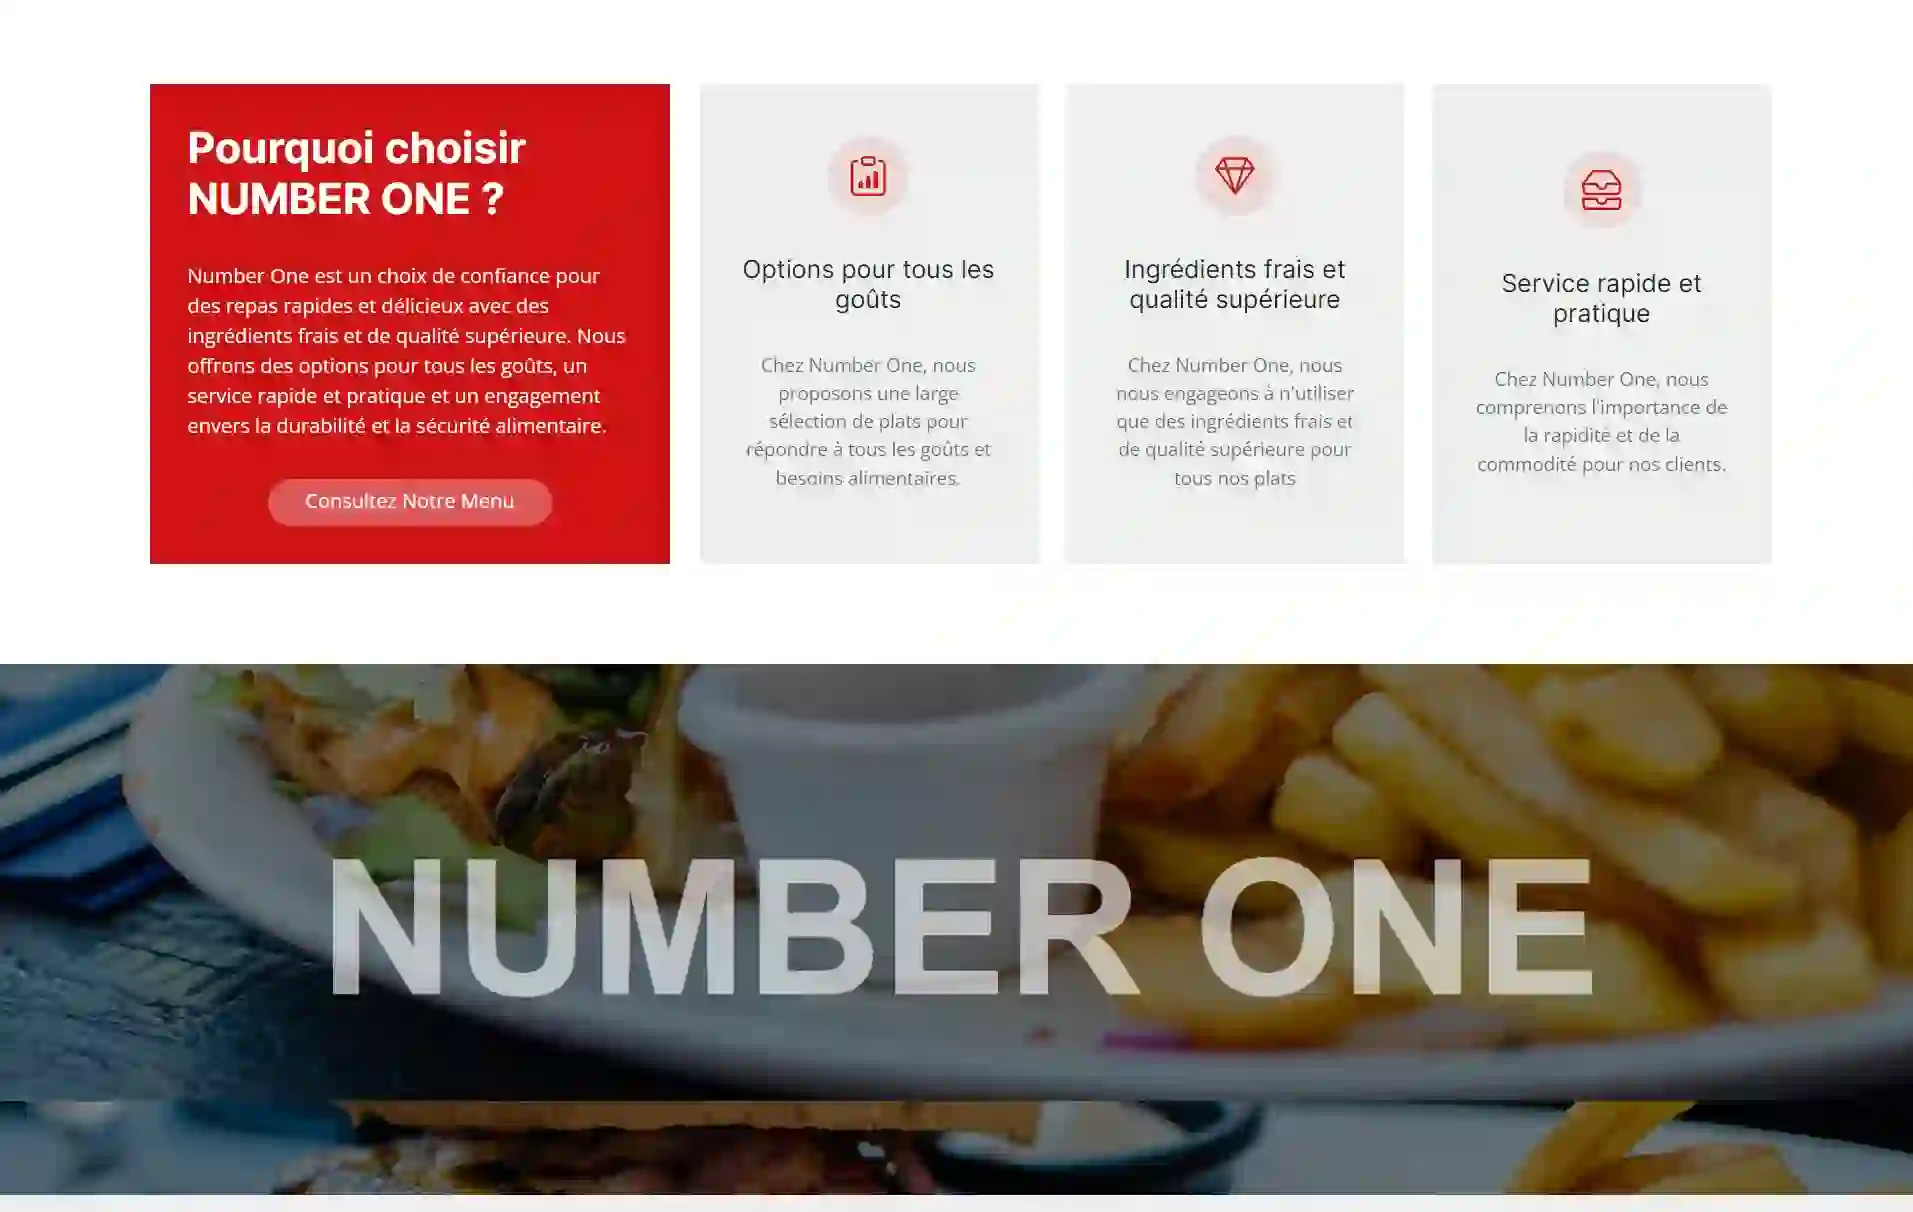 Pourquoi choisir
NUMBER ONE ?
Number One est un choix de confiance pour
des repas rapides et délicieux avec des
ingrédients frais et de qualité supérieure. Nous
offrons des options pour tous les goûts, un
service rapide et pratique et un engagement
envers la durabilité et la sécurité alimentaire.
Consultez Notre Menu
Options pour tous les
goûts
Chez Number One, nous
proposons une large
sélection de plats pour
répondre à tous les goûts et
besoins alimentaires.
Ingrédients frais et
qualité supérieure
Chez Number One, nous
nous engageons à n'utiliser
que des ingrédients frais et
de qualité supérieure pour
tous nos plats
Service rapide et
pratique
Chez Number One, nous
comprenons l'importance de
la rapidité et de la
commodité pour nos clients.
NUMBER ONE